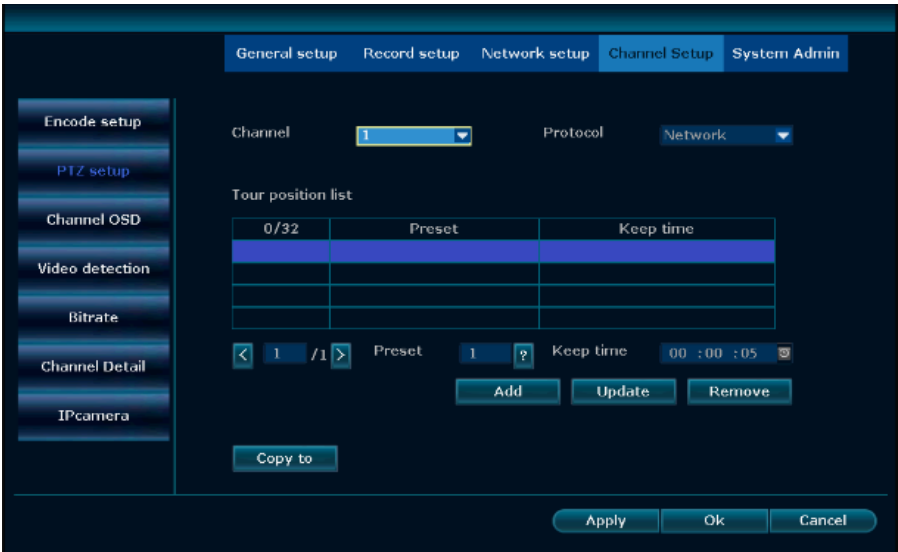 General setup Record setup Network setup Channel Setup System Admin
Encode setup
PTZ setup
Channel OSD
Video detection
Bitrate
Channel Detail
IPcamera
Channel 1 Protocol Network
Tour position list
0/32 Preset Keep time
< 1 /1 > Preset 1 ? Keep time 00 :00 :05
Add Update Remove
Copy to
Apply Ok Cancel